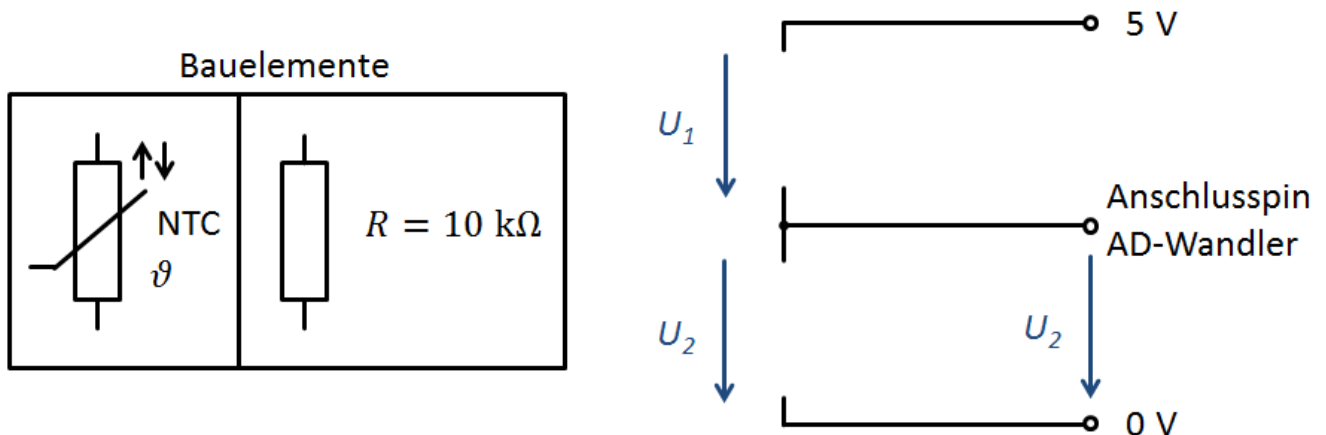 Bauelemente
NTC
ϑ
R = 10 kΩ
5 V
U1
Anschlusspin
AD-Wandler
U2
U2
0 V